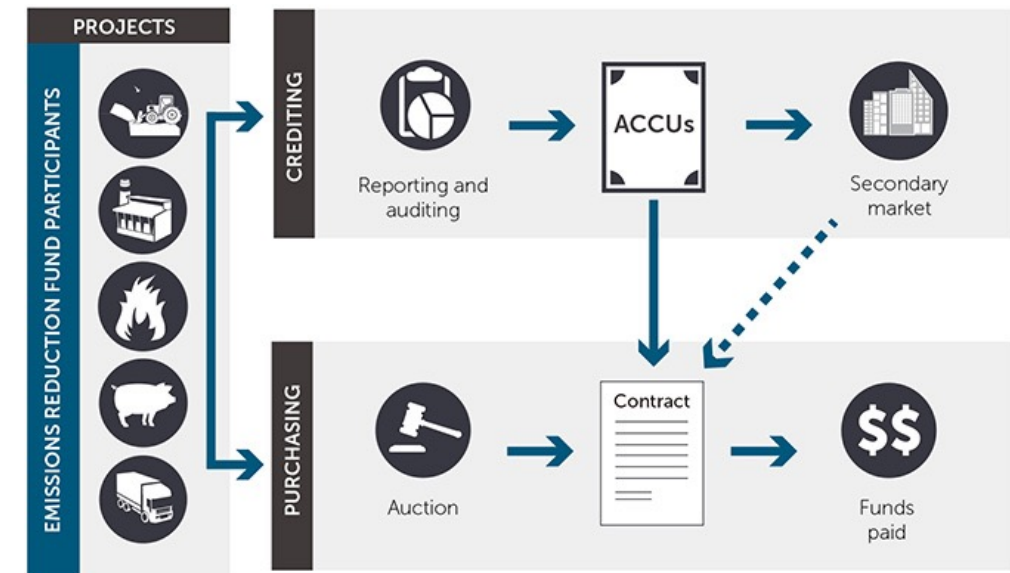 PROJECTS
EMISSIONS REDUCTION FUND PARTICIPANTS
CREDITING
Reporting and
auditing
ACCUs
Secondary
market
PURCHASING
Auction
Contract
$$
Funds
paid